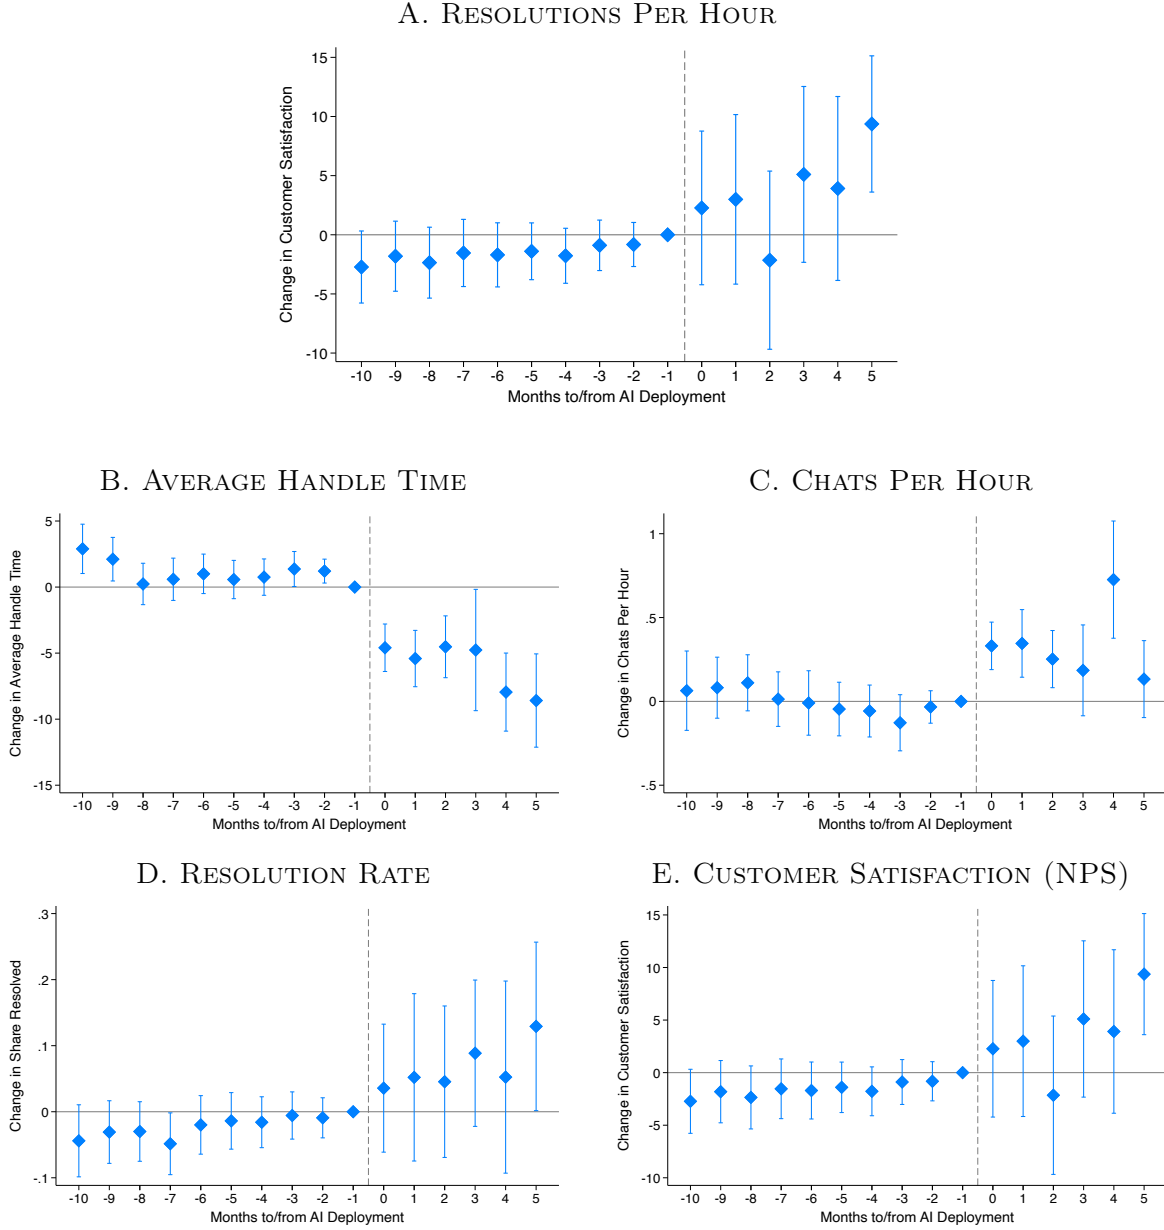 A. Resolutions Per Hour
Change in Customer Satisfaction
15
10
5
0
-5
-10
-10 -9 -8 -7 -6 -5 -4 -3 -2 -1 0 1 2 3 4 5
Months to/from AI Deployment
B. Average Handle Time
Change in Average Handle Time
5
0
-5
-10
-15
-10 -9 -8 -7 -6 -5 -4 -3 -2 -1 0 1 2 3 4 5
Months to/from AI Deployment
C. Chats Per Hour
Change in Chats Per Hour
1
.5
0
-.5
-10 -9 -8 -7 -6 -5 -4 -3 -2 -1 0 1 2 3 4 5
Months to/from AI Deployment
D. Resolution Rate
Change in Share Resolved
.3
.2
.1
0
-.1
-10 -9 -8 -7 -6 -5 -4 -3 -2 -1 0 1 2 3 4 5
Months to/from AI Deployment
E. Customer Satisfaction (NPS)
Change in Customer Satisfaction
15
10
5
0
-5
-10
-10 -9 -8 -7 -6 -5 -4 -3 -2 -1 0 1 2 3 4 5
Months to/from AI Deployment